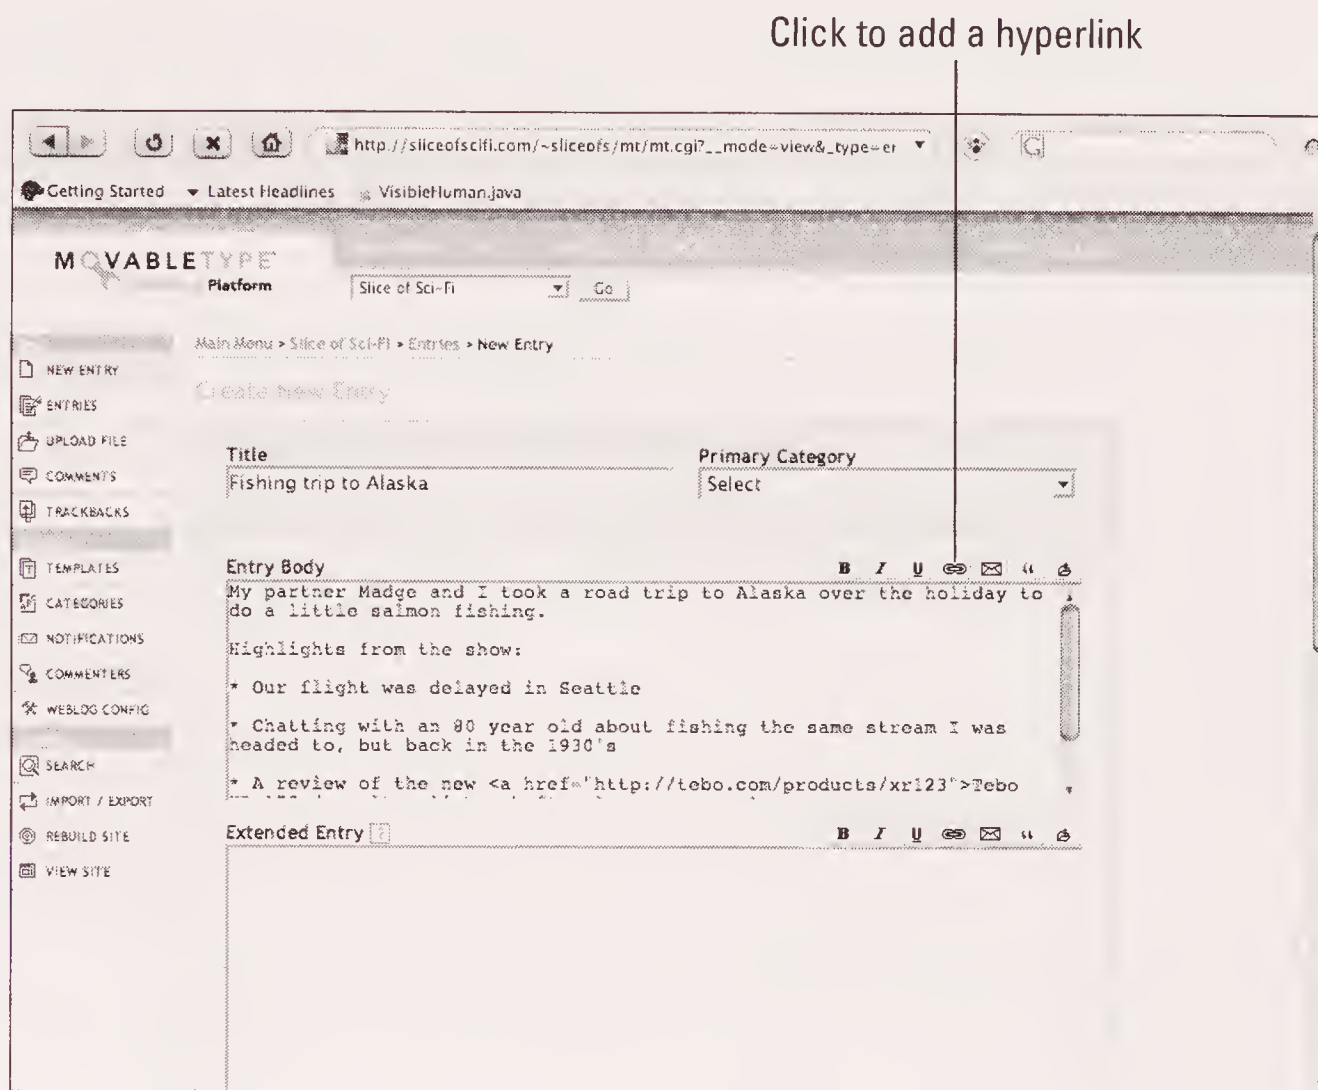 Click to add a hyperlink
http://sliceofscifi.com/~sliceofs/mt/mt.cgi?__mode=view&_type=er
G
Getting Started Latest Headlines VisibleHuman.java
MOVABLETYPE
Platform Slice of Sci-Fi Go
Main Menu > Slice of Sci-Fi > Entries > New Entry
NEW ENTRY
Create New Entry
ENTRIES
UPLOAD FILE
COMMENTS
TRACKBACKS
Title Primary Category
Fishing trip to Alaska Select
TEMPLATES
CATEGORIES
NOTIFICATIONS
COMMENTERS
WEBLOG CONFIG
SEARCH
IMPORT / EXPORT
REBUILD SITE
VIEW SITE
Entry Body B I U “
My partner Madge and I took a road trip to Alaska over the holiday to
do a little salmon fishing.
Highlights from the show:
* Our flight was delayed in Seattle
* Chatting with an 80 year old about fishing the same stream I was
headed to, but back in the 1930's
* A review of the new <a href="http://tebo.com/products/xr123">Tebo
Extended Entry ? B I U “